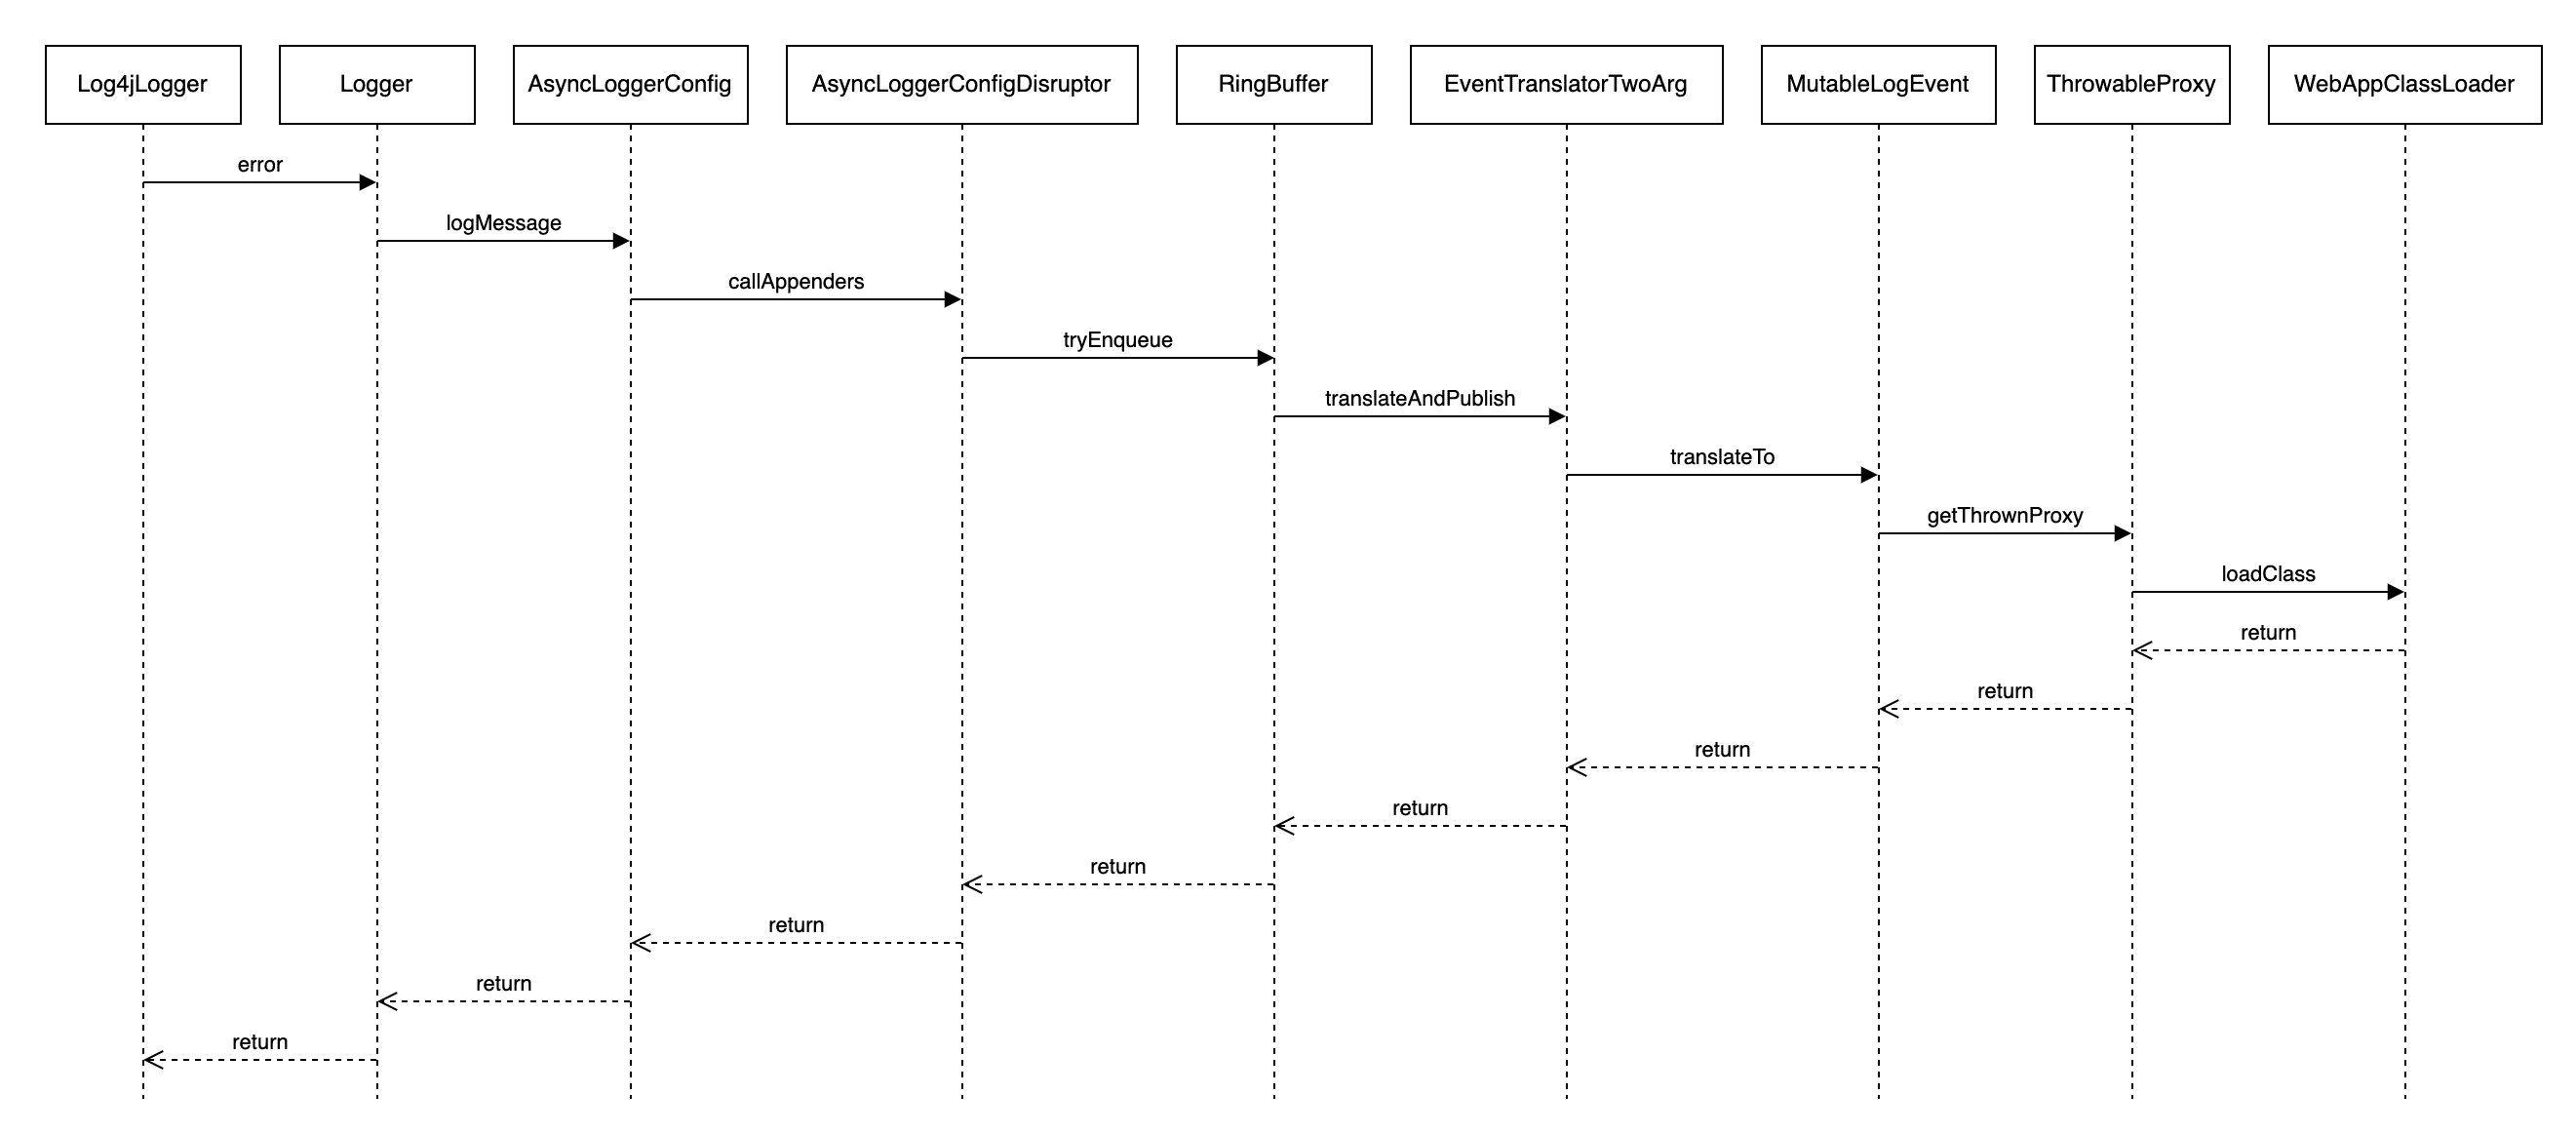 Log4jLogger
Logger
AsyncLoggerConfig
AsyncLoggerConfigDisruptor
RingBuffer
EventTranslatorTwoArg
MutableLogEvent
ThrowableProxy
WebAppClassLoader
error
logMessage
callAppenders
tryEnqueue
translateAndPublish
translateTo
getThrownProxy
loadClass
return
return
return
return
return
return
return
return